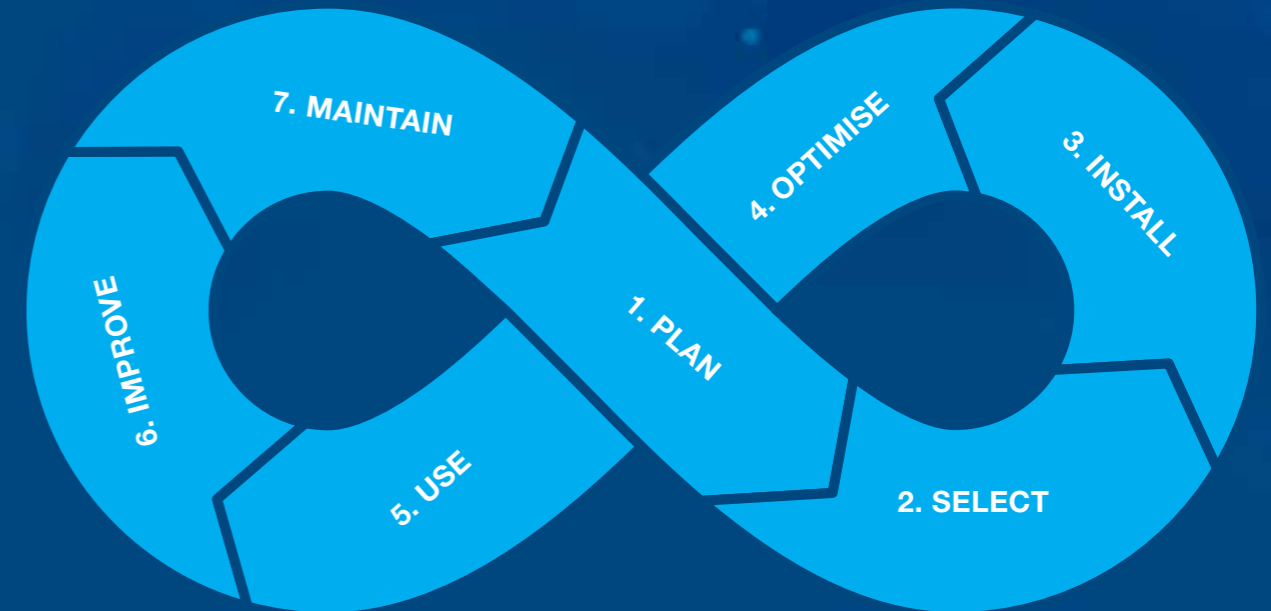 1. PLAN
2. SELECT
3. INSTALL
4. OPTIMISE
5. USE
6. IMPROVE
7. MAINTAIN